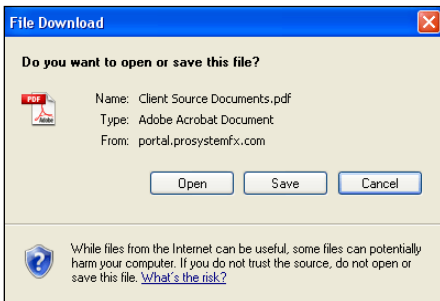 File Download
Do you want to open or save this file?
PDF
Adobe
Name: Client Source Documents.pdf
Type: Adobe Acrobat Document
From: portal.prosystemfx.com
Open Save Cancel
While files from the Internet can be useful, some files can potentially
harm your computer. If you do not trust the source, do not open or
save this file. What's the risk?